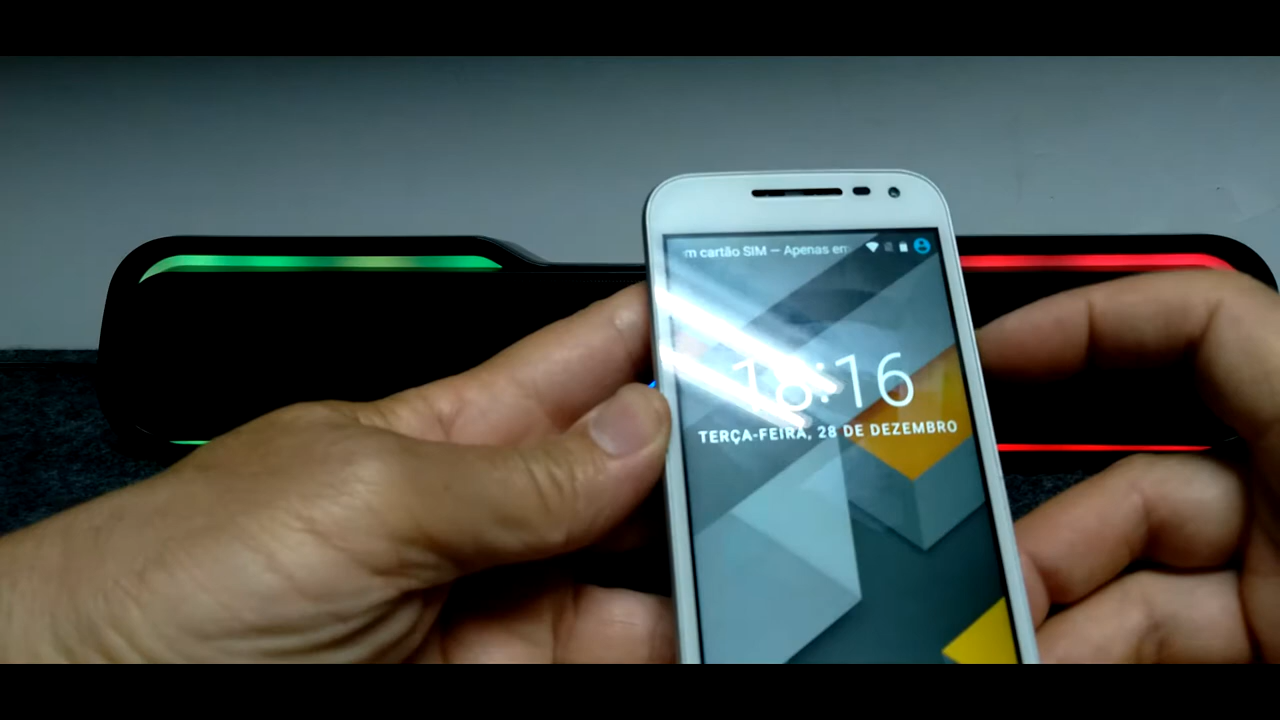 m cartão SIM — Apenas em
18:16
TERÇA-FEIRA, 28 DE DEZEMBRO